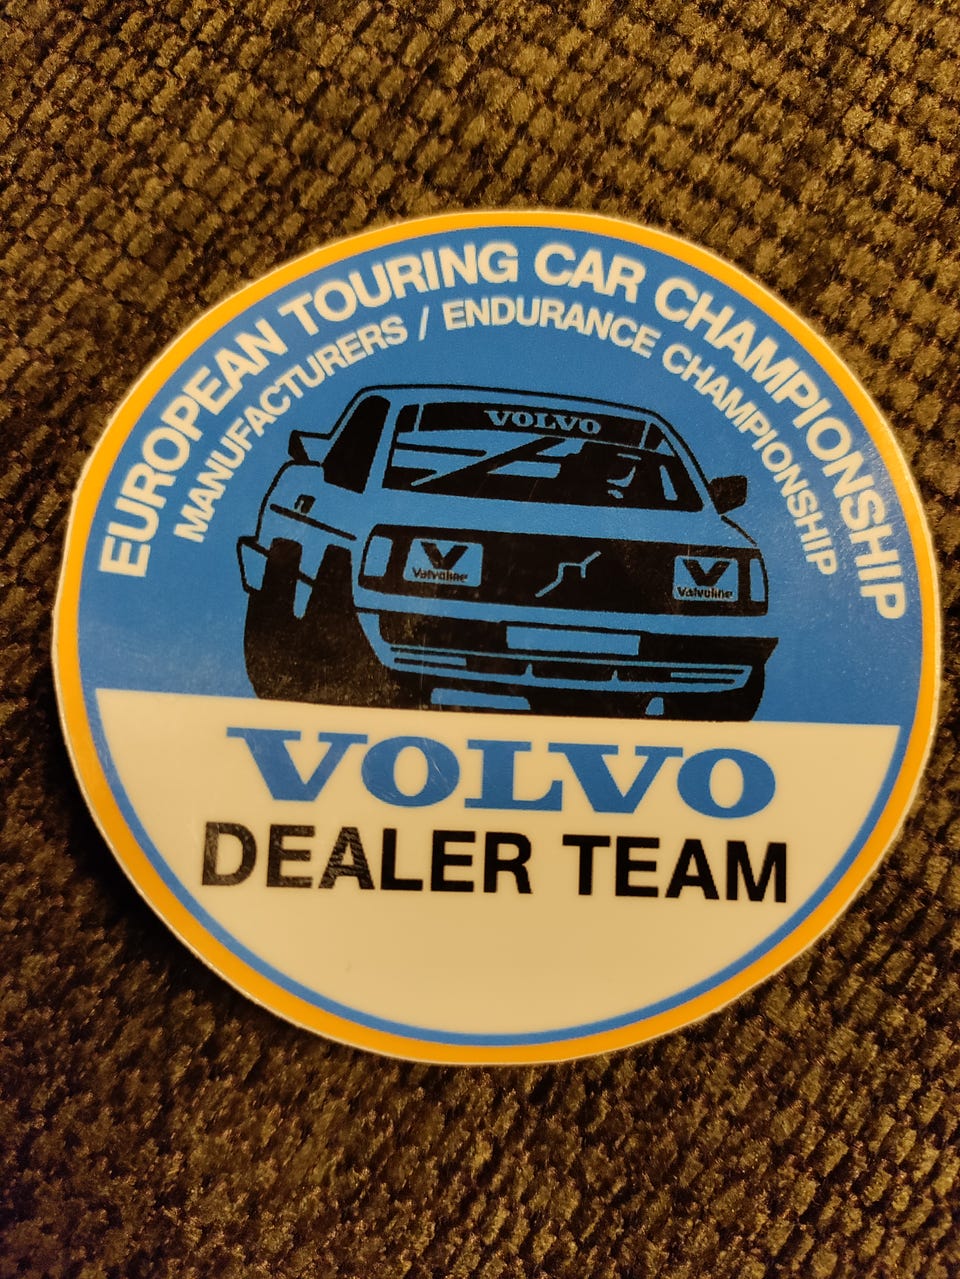 EUROPEAN TOURING CAR CHAMPIONSHIP
MANUFACTURERS / ENDURANCE CHAMPIONSHIP
VOLVO
Valvoline
Valvoline
VOLVO
DEALER TEAM